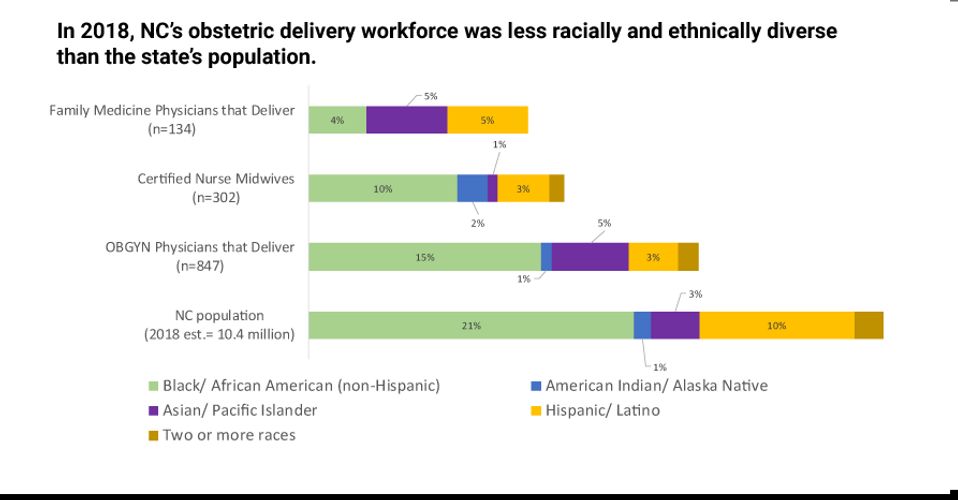 In 2018, NC’s obstetric delivery workforce was less racially and ethnically diverse
than the state’s population.
5%
Family Medicine Physicians that Deliver
(n=134)
4%
5%
1%
Certified Nurse Midwives
(n=302)
10%
3%
2%
5%
OBGYN Physicians that Deliver
(n=847)
15%
3%
1%
3%
NC population
(2018 est.= 10.4 million)
21%
10%
1%
Black/ African American (non-Hispanic)
American Indian/ Alaska Native
Asian/ Pacific Islander
Hispanic/ Latino
Two or more races